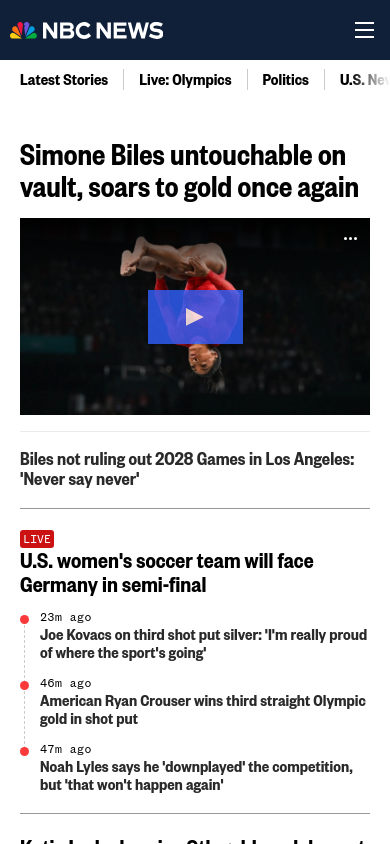 NBC NEWS
Latest Stories
Live: Olympics
Politics
U.S. New
Simone Biles untouchable on
vault, soars to gold once again
Biles not ruling out 2028 Games in Los Angeles:
'Never say never'
LIVE
U.S. women's soccer team will face
Germany in semi-final
23m ago
Joe Kovacs on third shot put silver: 'I'm really proud
of where the sport's going'
46m ago
American Ryan Crouser wins third straight Olympic
gold in shot put
47m ago
Noah Lyles says he 'downplayed' the competition,
but 'that won't happen again'